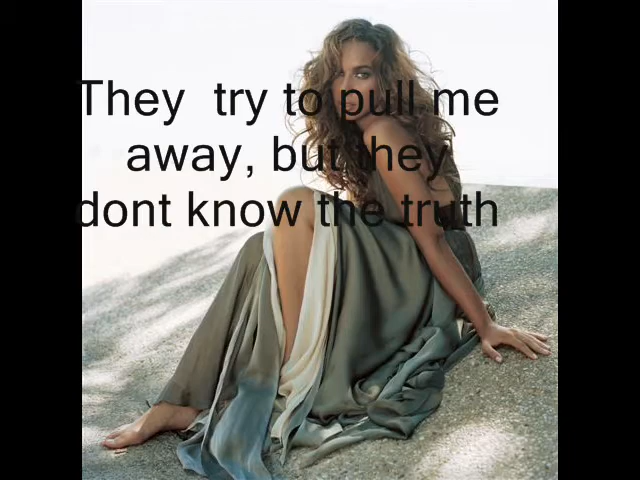 They  try to pull me
away, but they
dont know the truth